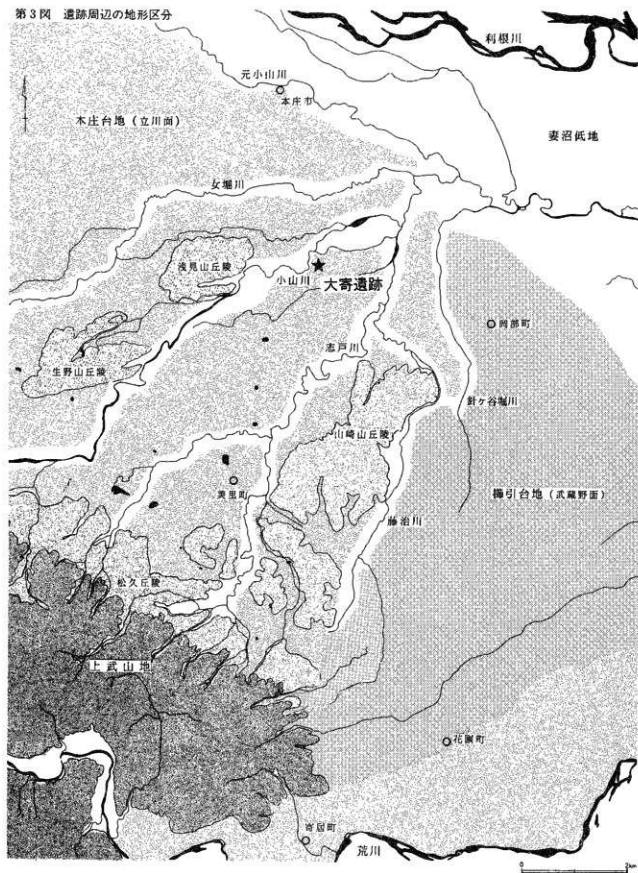 第3図 遺跡周辺の地形区分
利根川
元小山川
本庄市
本庄台地(立川面)
妻沼低地
女堀川
浅見山丘陵
小山川
大寄遺跡
岡部町
志戸川
生野山丘陵
針ヶ谷堀川
山崎山丘陵
櫛引台地(武蔵野面)
美里町
藤治川
松久丘陵
上武山地
花園町
寄居町
荒川
0 2km